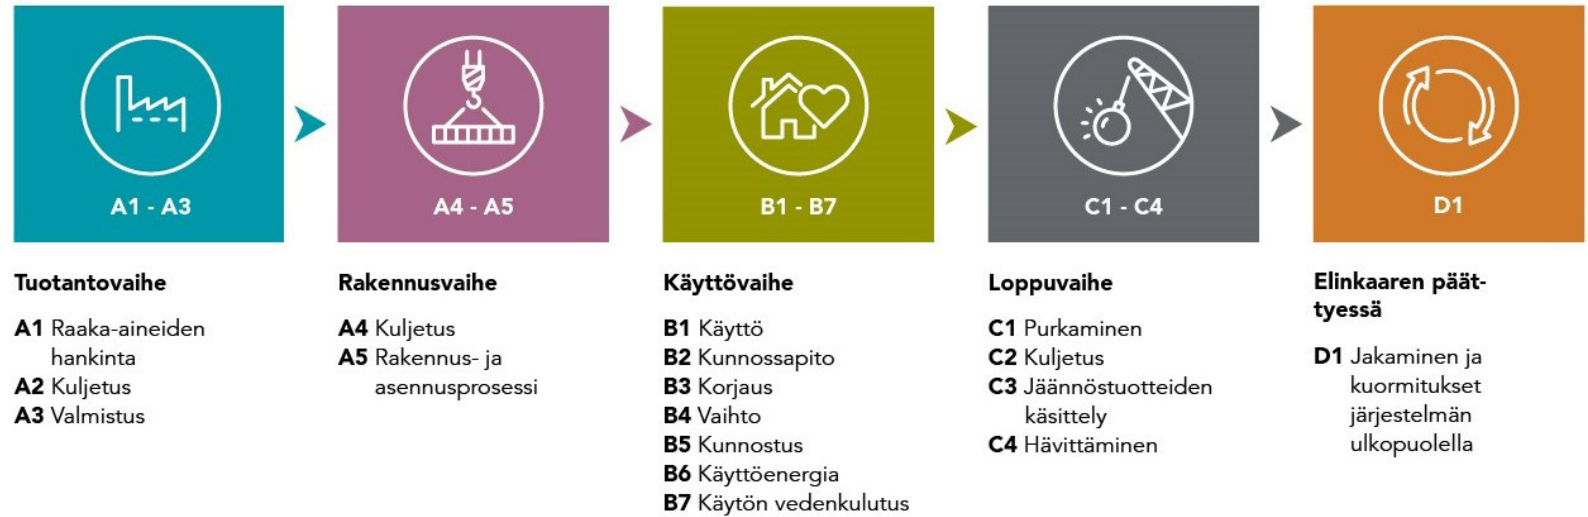 A1 - A3
A4 - A5
B1 - B7
C1 - C4
D1
Tuotantovaihe
A1 Raaka-aineiden
hankinta
A2 Kuljetus
A3 Valmistus
Rakennusvaihe
A4 Kuljetus
A5 Rakennus- ja
asennusprosessi
Käyttövaihe
B1 Käyttö
B2 Kunnossapito
B3 Korjaus
B4 Vaihto
B5 Kunnostus
B6 Käyttöenergia
B7 Käytön vedenkulutus
Loppuvaihe
C1 Purkaminen
C2 Kuljetus
C3 Jäännöstuotteiden
käsittely
C4 Hävittäminen
Elinkaaren päät-
tyessä
D1 Jakaminen ja
kuormitukset
järjestelmän
ulkopuolella